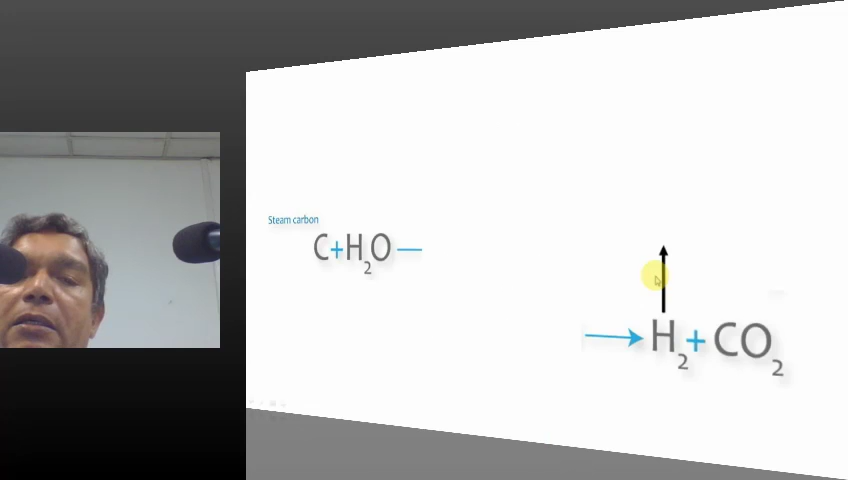 Steam carbon
C+H₂O —
→ H₂+CO₂